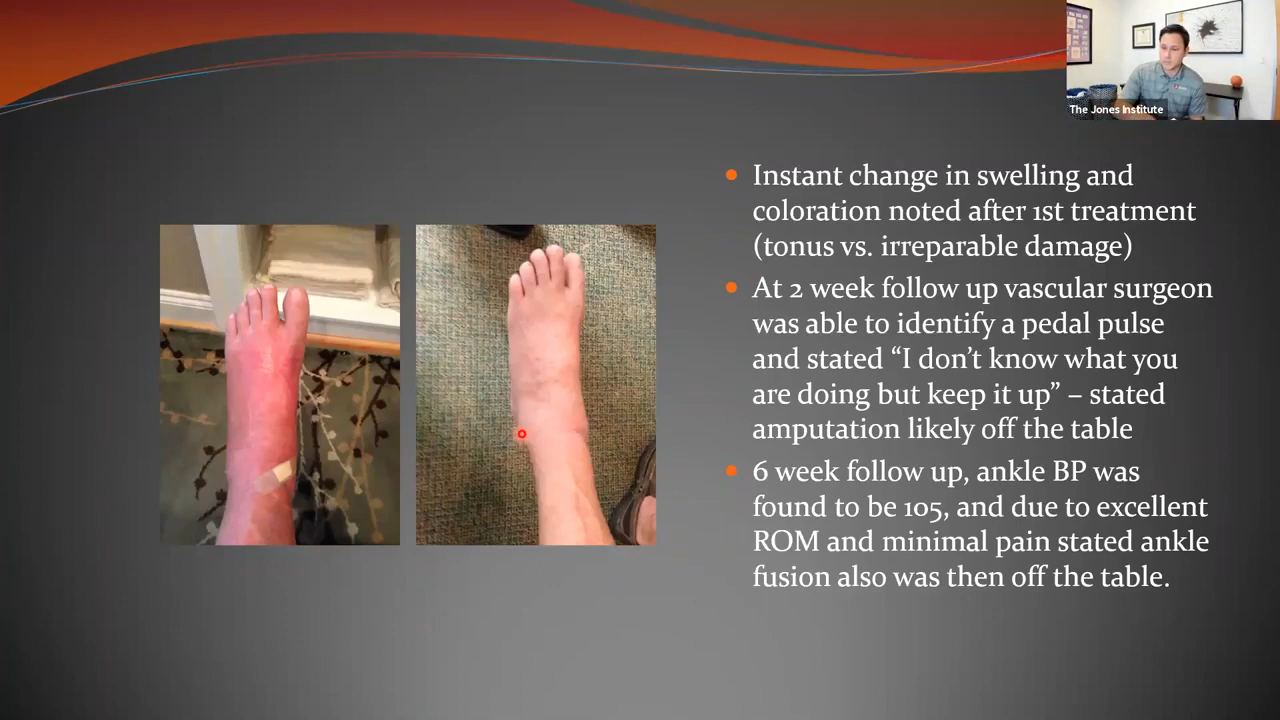 The Jones Institute
Instant change in swelling and
coloration noted after 1st treatment
(tonus vs. irreparable damage)
At 2 week follow up vascular surgeon
was able to identify a pedal pulse
and stated “I don’t know what you
are doing but keep it up” – stated
amputation likely off the table
6 week follow up, ankle BP was
found to be 105, and due to excellent
ROM and minimal pain stated ankle
fusion also was then off the table.